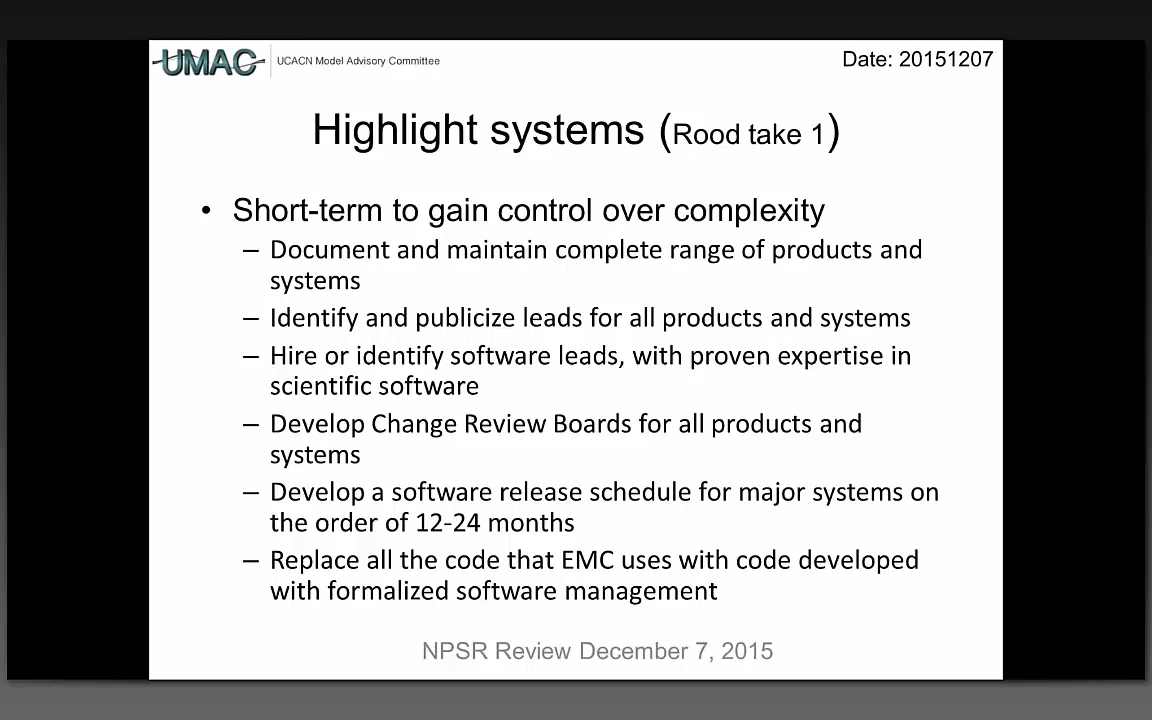 UMAC UCACN Model Advisory Committee Date: 20151207
Highlight systems (Rood take 1)
• Short-term to gain control over complexity
– Document and maintain complete range of products and
systems
– Identify and publicize leads for all products and systems
– Hire or identify software leads, with proven expertise in
scientific software
– Develop Change Review Boards for all products and
systems
– Develop a software release schedule for major systems on
the order of 12-24 months
– Replace all the code that EMC uses with code developed
with formalized software management
NPSR Review December 7, 2015